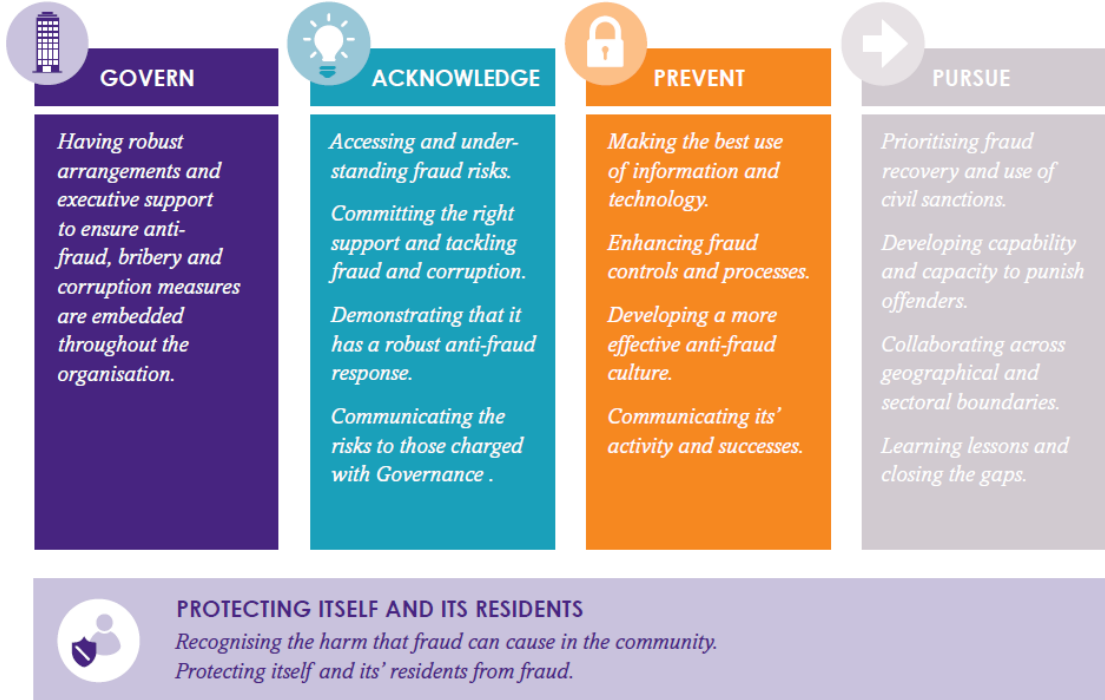 GOVERN
Having robust
arrangements and
executive support
to ensure anti-
fraud, bribery and
corruption measures
are embedded
throughout the
organisation.
ACKNOWLEDGE
Accessing and under-
standing fraud risks.
Committing the right
support and tackling
fraud and corruption.
Demonstrating that it
has a robust anti-fraud
response.
Communicating the
risks to those charged
with Governance .
PREVENT
Making the best use
of information and
technology.
Enhancing fraud
controls and processes.
Developing a more
effective anti-fraud
culture.
Communicating its’
activity and successes.
PURSUE
Prioritising fraud
recovery and use of
civil sanctions.
Developing capability
and capacity to punish
offenders.
Collaborating across
geographical and
sectoral boundaries.
Learning lessons and
closing the gaps.
PROTECTING ITSELF AND ITS RESIDENTS
Recognising the harm that fraud can cause in the community.
Protecting itself and its’ residents from fraud.